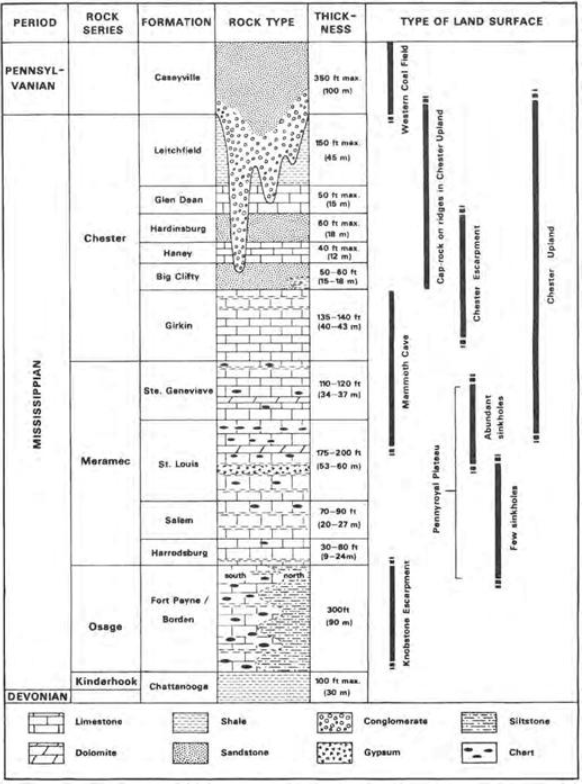 PERIOD
ROCK
SERIES
FORMATION
ROCK TYPE
THICK-
NESS
TYPE OF LAND SURFACE
PENNSYL-
VANIAN
Caseyville
350 ft max.
(100 m)
MISSISSIPPIAN
Chester
Leitchfield
150 ft max.
(45 m)
Glen Dean
50 ft max.
(15 m)
Hardinsburg
60 ft max.
(18 m)
Haney
40 ft max.
(12 m)
Big Clifty
50–60 ft
(15–18 m)
Girkin
135–140 ft
(40–43 m)
Meramec
Ste. Genevieve
110–120 ft
(34–37 m)
St. Louis
175–200 ft
(53–60 m)
Salem
70–90 ft
(20–27 m)
Harrodsburg
30–80 ft
(9–24m)
Osage
south
north
Fort Payne /
Borden
300ft
(90 m)
Kinderhook
DEVONIAN
Chattanooga
100 ft max.
(30 m)
Western Coal Field
Cap-rock on ridges in Chester Upland
Chester Escarpment
Chester Upland
Mammoth Cave
Pennyroyal Plateau
Abundant
sinkholes
Few sinkholes
Knobstone Escarpment
Limestone
Shale
Conglomerate
Siltstone
Dolomite
Sandstone
Gypsum
Chert